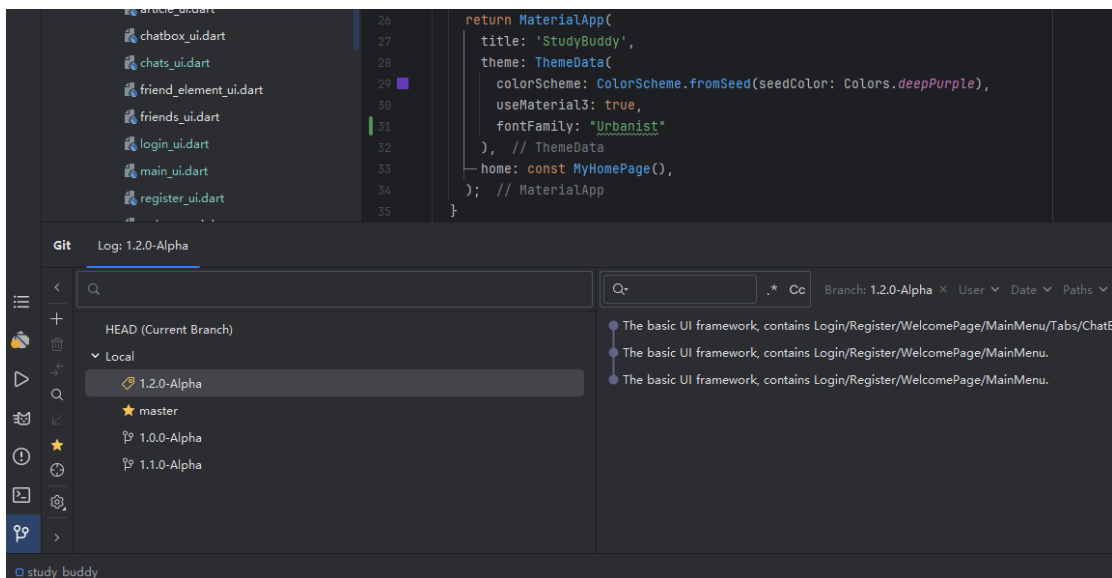 article_ui.dart
chatbox_ui.dart
chats_ui.dart
friend_element_ui.dart
friends_ui.dart
login_ui.dart
main_ui.dart
register_ui.dart
26 return MaterialApp(
27 title: 'StudyBuddy',
28 theme: ThemeData(
29 colorScheme: ColorScheme.fromSeed(seedColor: Colors.deepPurple),
30 useMaterial3: true,
31 fontFamily: "Urbanist"
32 ), // ThemeData
33 home: const MyHomePage(),
34 ); // MaterialApp
35 }
Git Log: 1.2.0-Alpha
HEAD (Current Branch)
Local
1.2.0-Alpha
master
1.0.0-Alpha
1.1.0-Alpha
.* Cc Branch: 1.2.0-Alpha × User Date Paths
The basic UI framework, contains Login/Register/WelcomePage/MainMenu/Tabs/ChatB
The basic UI framework, contains Login/Register/WelcomePage/MainMenu.
The basic UI framework, contains Login/Register/WelcomePage/MainMenu.
study_buddy